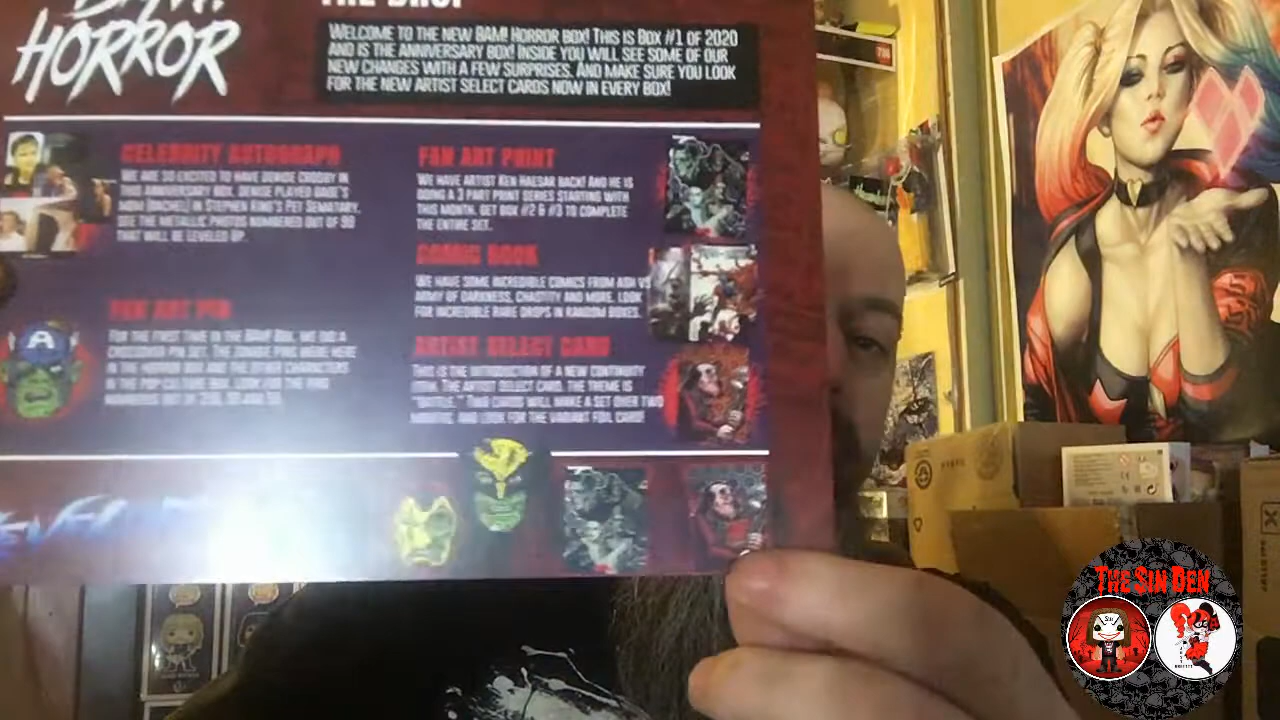 HORROR
WELCOME TO THE NEW BAM! HORROR BOX! THIS IS BOX #1 OF 2020
AND IS THE ANNIVERSARY BOX! INSIDE YOU WILL SEE SOME OF OUR
NEW CHANGES WITH A FEW SURPRISES. AND MAKE SURE YOU LOOK
FOR THE NEW ARTIST SELECT CARDS NOW IN EVERY BOX!
CELEBRITY AUTOGRAPH
WE ARE SO EXCITED TO HAVE DENISE CROSBY IN
THIS ANNIVERSARY BOX. DENISE PLAYED GAGE'S
MOM (RACHEL) IN STEPHEN KING'S PET SEMATARY.
SEE THE METALLIC PHOTOS NUMBERED OUT OF 90
THAT WILL BE LEVELED UP.
FAN ART PIN
FOR THE FIRST TIME IN THE BAM! BOX, WE DID A
CROSSOVER PIN SET. THE ZOMBIE PINS WERE HERE
IN THE HORROR BOX AND THE OTHER CHARACTERS
IN THE POP CULTURE BOX. LOOK FOR THE PINS
NUMBERED OUT OF
FAN ART PRINT
WE HAVE ARTIST KEN HAESAR BACK! AND HE IS
DOING A 3 PART PRINT SERIES STARTING WITH
THIS MONTH. GET BOX #2 & #3 TO COMPLETE
THE ENTIRE SET.
COMIC BOOK
WE HAVE SOME INCREDIBLE COMICS FROM ASH VS
ARMY OF DARKNESS, CHASTITY AND MORE. LOOK
FOR INCREDIBLE RARE DROPS IN RANDOM BOXES.
ARTIST SELECT CARD
THIS IS THE INTRODUCTION OF A NEW CONTINUITY
ITEM. THE ARTIST SELECT CARD. THE THEME IS
"BATTLE." TWO CARDS WILL MAKE A SET OVER TWO
MONTHS AND LOOK FOR THE VARIANT FOIL CARD!
A
THE SIN DEN